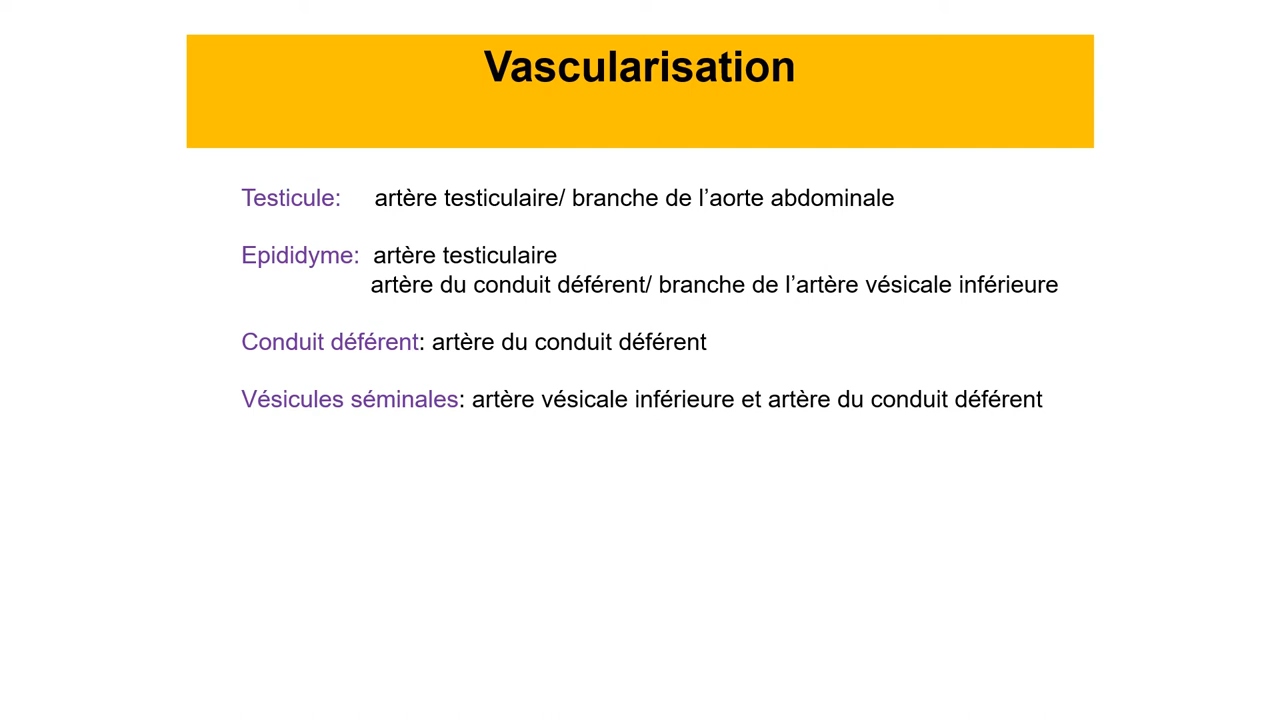 Vascularisation
Testicule: artère testiculaire/ branche de l’aorte abdominale
Epididyme: artère testiculaire
artère du conduit déférent/ branche de l’artère vésicale inférieure
Conduit déférent: artère du conduit déférent
Vésicules séminales: artère vésicale inférieure et artère du conduit déférent